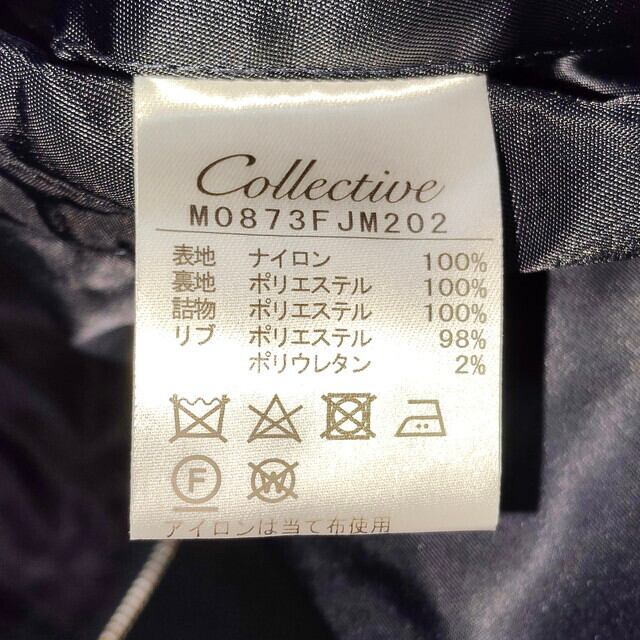 Collective
M0873FJM202
表地 ナイロン 100%
裏地 ポリエステル 100%
詰物 ポリエステル 100%
リブ ポリエステル 98%
ポリウレタン 2%
F W
アイロンは当て布使用